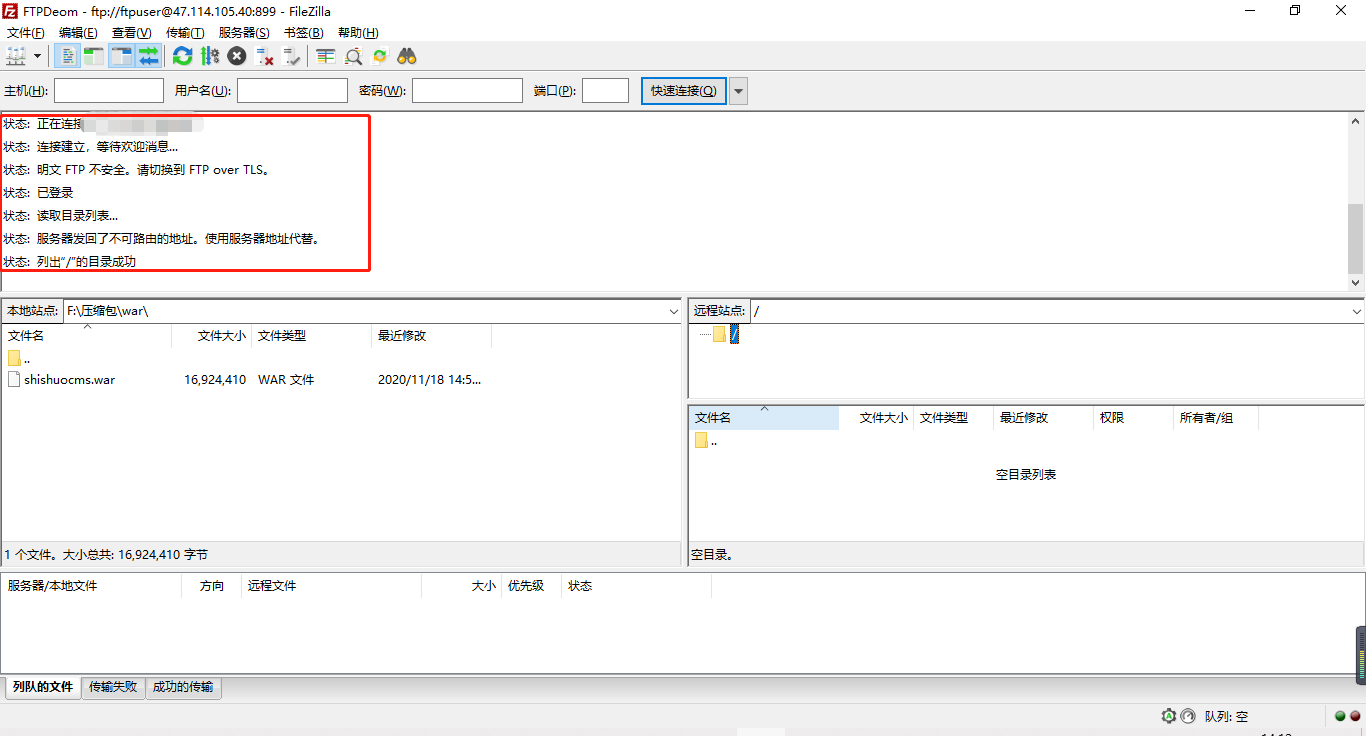 FTPDeom - ftp://ftpuser@47.114.105.40:899 - FileZilla
文件(F) 编辑(E) 查看(V) 传输(T) 服务器(S) 书签(B) 帮助(H)
主机(H): 用户名(U): 密码(W): 端口(P): 快速连接(Q)
状态: 正在连接
状态: 连接建立，等待欢迎消息...
状态: 明文 FTP 不安全。请切换到 FTP over TLS。
状态: 已登录
状态: 读取目录列表...
状态: 服务器发回了不可路由的地址。使用服务器地址代替。
状态: 列出“/”的目录成功
本地站点: F:\压缩包\war\
文件名 文件大小 文件类型 最近修改
..
shishuocms.war 16,924,410 WAR 文件 2020/11/18 14:5...
1 个文件。大小总共: 16,924,410 字节
远程站点: /
/
文件名 文件大小 文件类型 最近修改 权限 所有者/组
..
空目录列表
空目录。
服务器/本地文件 方向 远程文件 大小 优先级 状态
列队的文件 传输失败 成功的传输
队列: 空